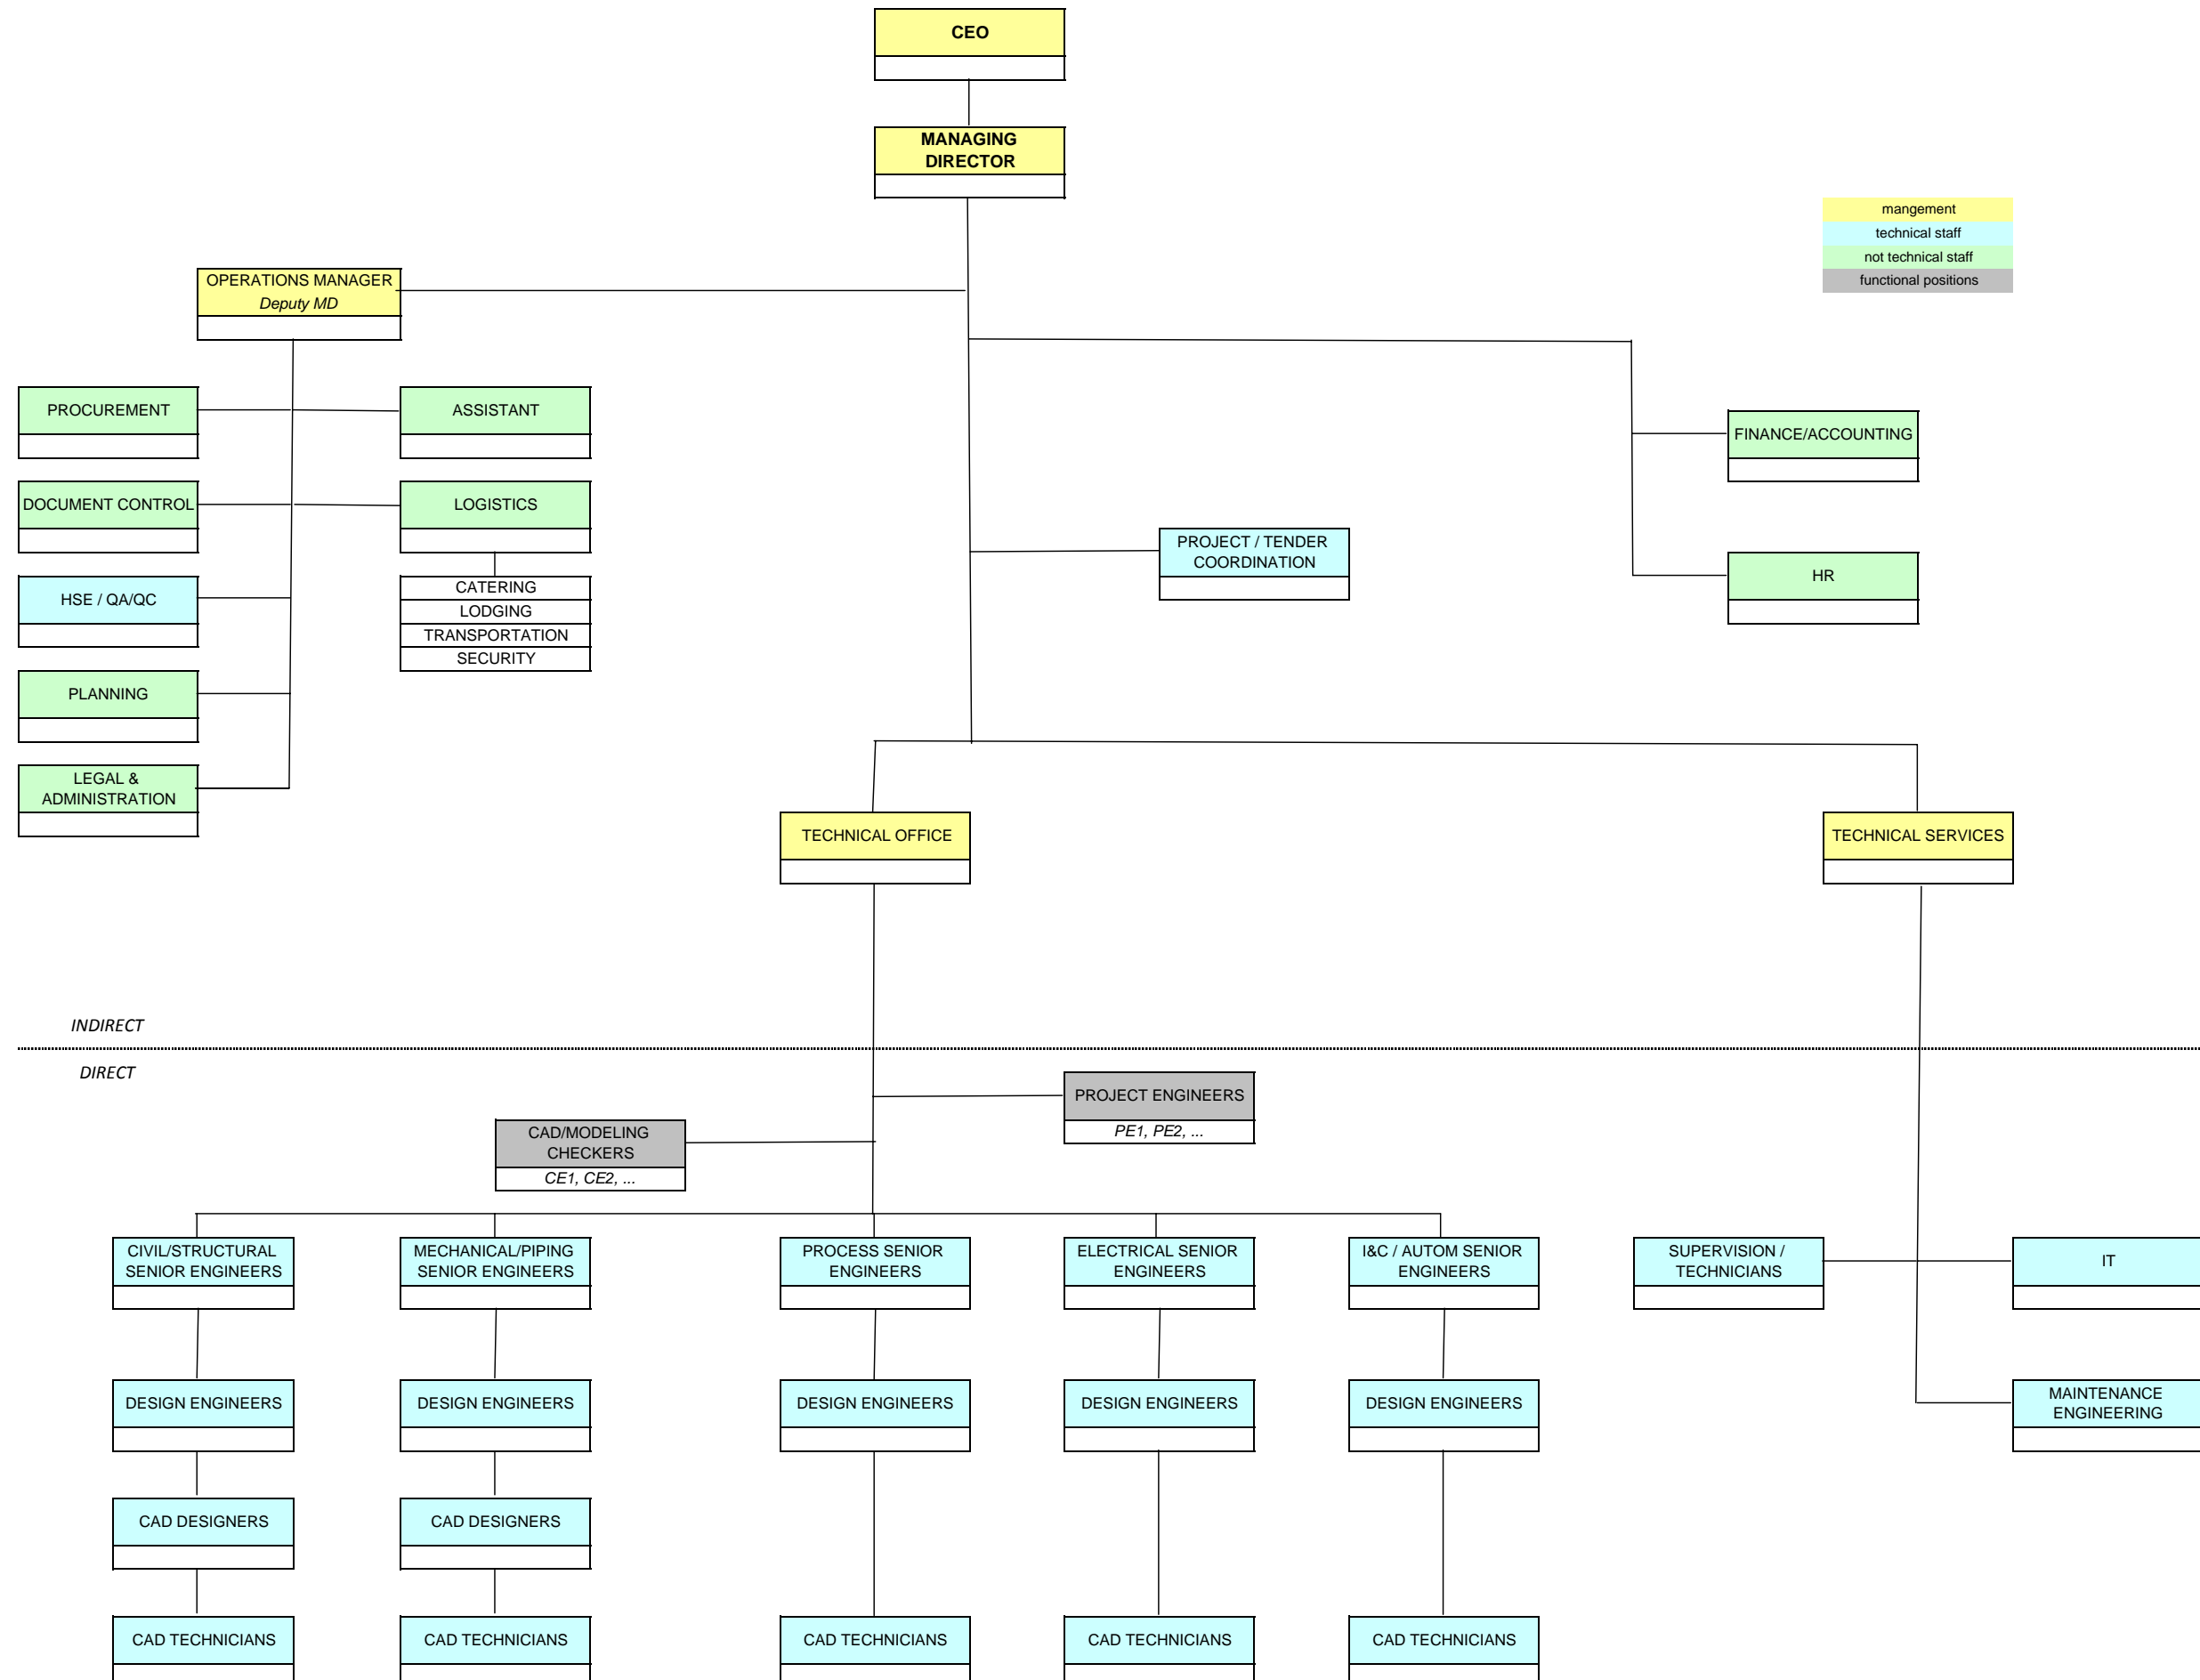 CEO
MANAGING
DIRECTOR
mangement
technical staff
not technical staff
functional positions
OPERATIONS MANAGER
Deputy MD
PROCUREMENT
ASSISTANT
FINANCE/ACCOUNTING
DOCUMENT CONTROL
LOGISTICS
PROJECT / TENDER
COORDINATION
HSE / QA/QC
CATERING
LODGING
TRANSPORTATION
SECURITY
HR
PLANNING
LEGAL &
ADMINISTRATION
TECHNICAL OFFICE
TECHNICAL SERVICES
INDIRECT
DIRECT
PROJECT ENGINEERS
PE1, PE2, ...
CAD/MODELING
CHECKERS
CE1, CE2, ...
CIVIL/STRUCTURAL
SENIOR ENGINEERS
MECHANICAL/PIPING
SENIOR ENGINEERS
PROCESS SENIOR
ENGINEERS
ELECTRICAL SENIOR
ENGINEERS
I&C / AUTOM SENIOR
ENGINEERS
SUPERVISION /
TECHNICIANS
IT
DESIGN ENGINEERS
DESIGN ENGINEERS
DESIGN ENGINEERS
DESIGN ENGINEERS
DESIGN ENGINEERS
MAINTENANCE
ENGINEERING
CAD DESIGNERS
CAD DESIGNERS
CAD TECHNICIANS
CAD TECHNICIANS
CAD TECHNICIANS
CAD TECHNICIANS
CAD TECHNICIANS